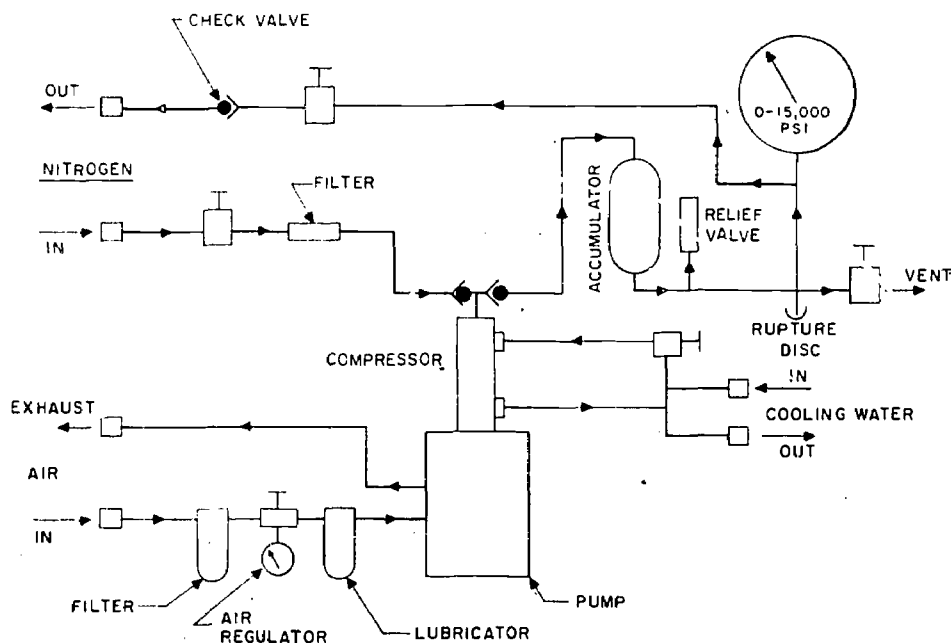 CHECK VALVE
OUT
0-15,000
PSI
NITROGEN
FILTER
IN
ACCUMULATOR
RELIEF
VALVE
VENT
RUPTURE
DISC
COMPRESSOR
IN
COOLING WATER
OUT
EXHAUST
AIR
IN
FILTER
AIR
REGULATOR
LUBRICATOR
PUMP